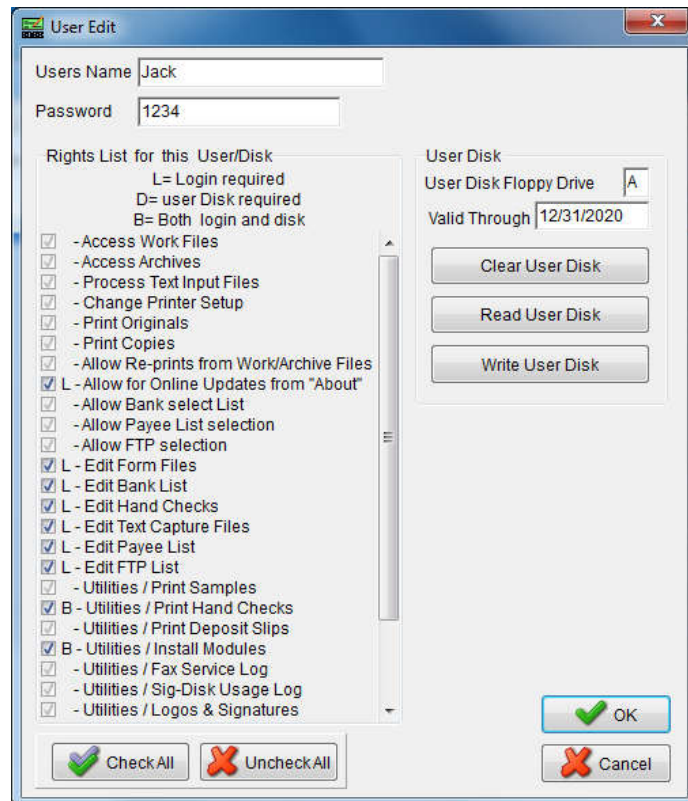 User Edit
Users Name Jack
Password 1234
Rights List for this User/Disk
L= Login required
D= user Disk required
B= Both login and disk
- Access Work Files
- Access Archives
- Process Text Input Files
- Change Printer Setup
- Print Originals
- Print Copies
- Allow Re-prints from Work/Archive Files
L - Allow for Online Updates from "About"
- Allow Bank select List
- Allow Payee List selection
- Allow FTP selection
L - Edit Form Files
L - Edit Bank List
L - Edit Hand Checks
L - Edit Text Capture Files
L - Edit Payee List
L - Edit FTP List
- Utilities / Print Samples
B - Utilities / Print Hand Checks
- Utilities / Print Deposit Slips
B - Utilities / Install Modules
- Utilities / Fax Service Log
- Utilities / Sig-Disk Usage Log
- Utilities / Logos & Signatures
Check All
Uncheck All
User Disk
User Disk Floppy Drive A
Valid Through 12/31/2020
Clear User Disk
Read User Disk
Write User Disk
OK
Cancel